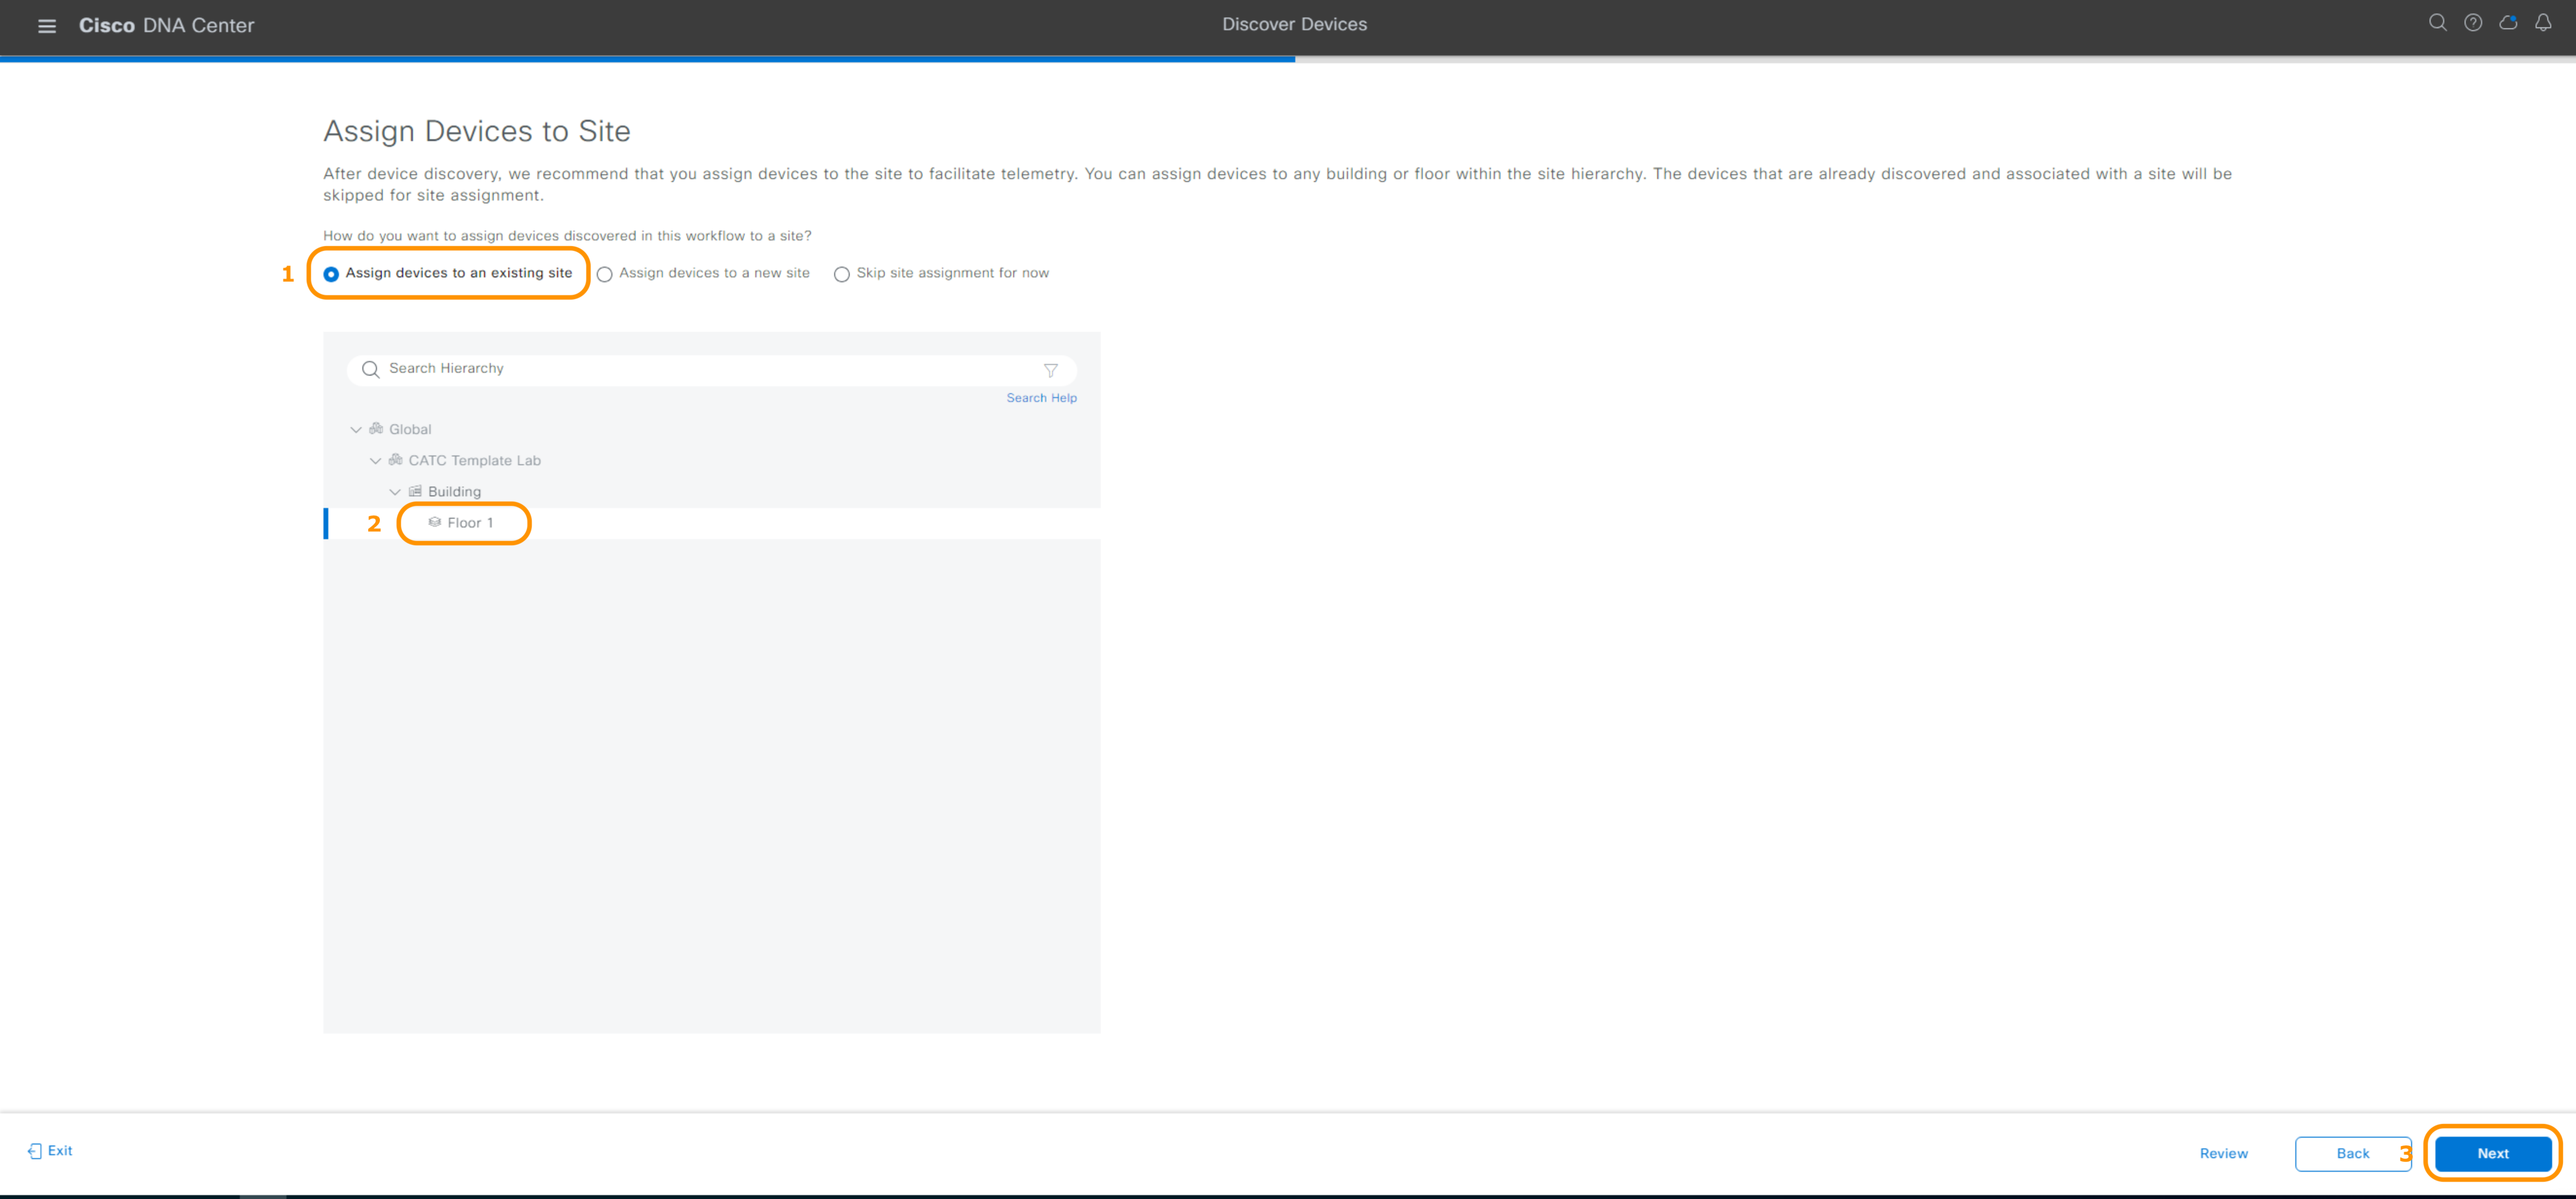 Cisco DNA Center
Discover Devices
Assign Devices to Site
After device discovery, we recommend that you assign devices to the site to facilitate telemetry. You can assign devices to any building or floor within the site hierarchy. The devices that are already discovered and associated with a site will be
skipped for site assignment.
How do you want to assign devices discovered in this workflow to a site?
1 Assign devices to an existing site Assign devices to a new site Skip site assignment for now
Search Hierarchy
Search Help
Global
CATC Template Lab
Building
2 Floor 1
Exit Review Back 3 Next